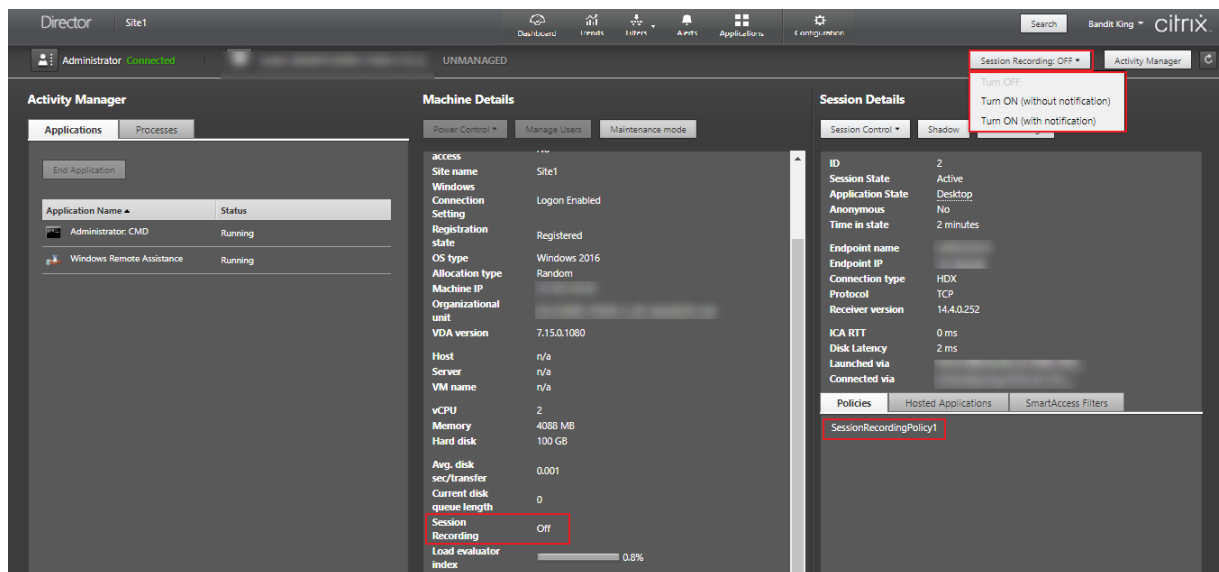 Director Site1 Dashboard Trends Filters Alerts Applications Configuration Search Bandit King citrix
Administrator Connected UNMANAGED Session Recording: OFF Activity Manager
Turn OFF
Turn ON (without notification)
Turn ON (with notification)
Activity Manager
Applications Processes
End Application
Application Name Status
Administrator: CMD Running
Windows Remote Assistance Running
Machine Details
Power Control Manage Users Maintenance mode
access No
Site name Site1
Windows
Connection Logon Enabled
Setting
Registration
state Registered
OS type Windows 2016
Allocation type Random
Machine IP
Organizational
unit
VDA version 7.15.0.1080
Host n/a
Server n/a
VM name n/a
vCPU 2
Memory 4088 MB
Hard disk 100 GB
Avg. disk
sec/transfer 0.001
Current disk
queue length 0
Session
Recording Off
Load evaluator
index 0.8%
Session Details
Session Control Shadow
ID 2
Session State Active
Application State Desktop
Anonymous No
Time in state 2 minutes
Endpoint name
Endpoint IP
Connection type HDX
Protocol TCP
Receiver version 14.4.0.252
ICA RTT 0 ms
Disk Latency 2 ms
Launched via
Connected via
Policies Hosted Applications SmartAccess Filters
SessionRecordingPolicy1